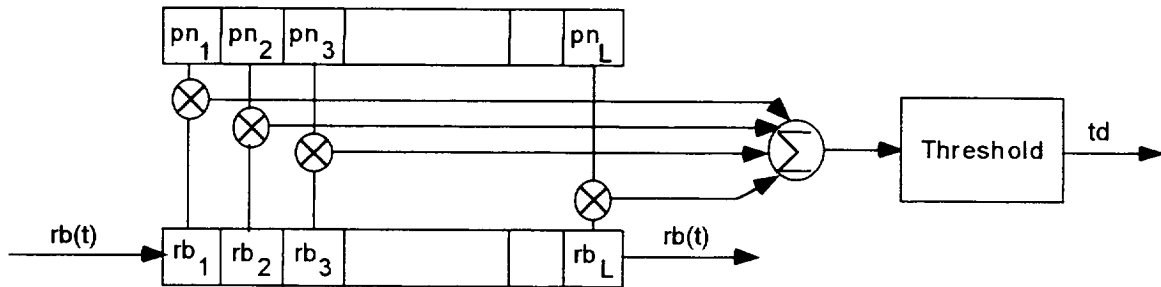 pn1 pn2 pn3 pnL
Σ
Threshold
td
rb(t)
rb1 rb2 rb3 rbL
rb(t)